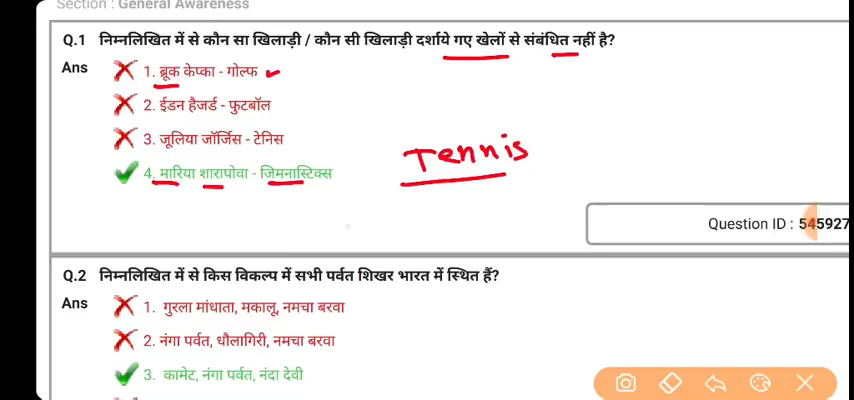 Section : General Awareness
Q.1 निम्नलिखित में से कौन सा खिलाड़ी / कौन सी खिलाड़ी दर्शाये गए खेलों से संबंधित नहीं है?
Ans 1. ब्रूक केप्का - गोल्फ
2. ईडन हैजर्ड - फुटबॉल
3. जूलिया जॉर्जिस - टेनिस
4. मारिया शारापोवा - जिमनास्टिक्स
Tennis
Question ID : 545927
Q.2 निम्नलिखित में से किस विकल्प में सभी पर्वत शिखर भारत में स्थित हैं?
Ans 1. गुरला मांधाता, मकालू, नमचा बरवा
2. नंगा पर्वत, धौलागिरी, नमचा बरवा
3. कामेट, नंगा पर्वत, नंदा देवी